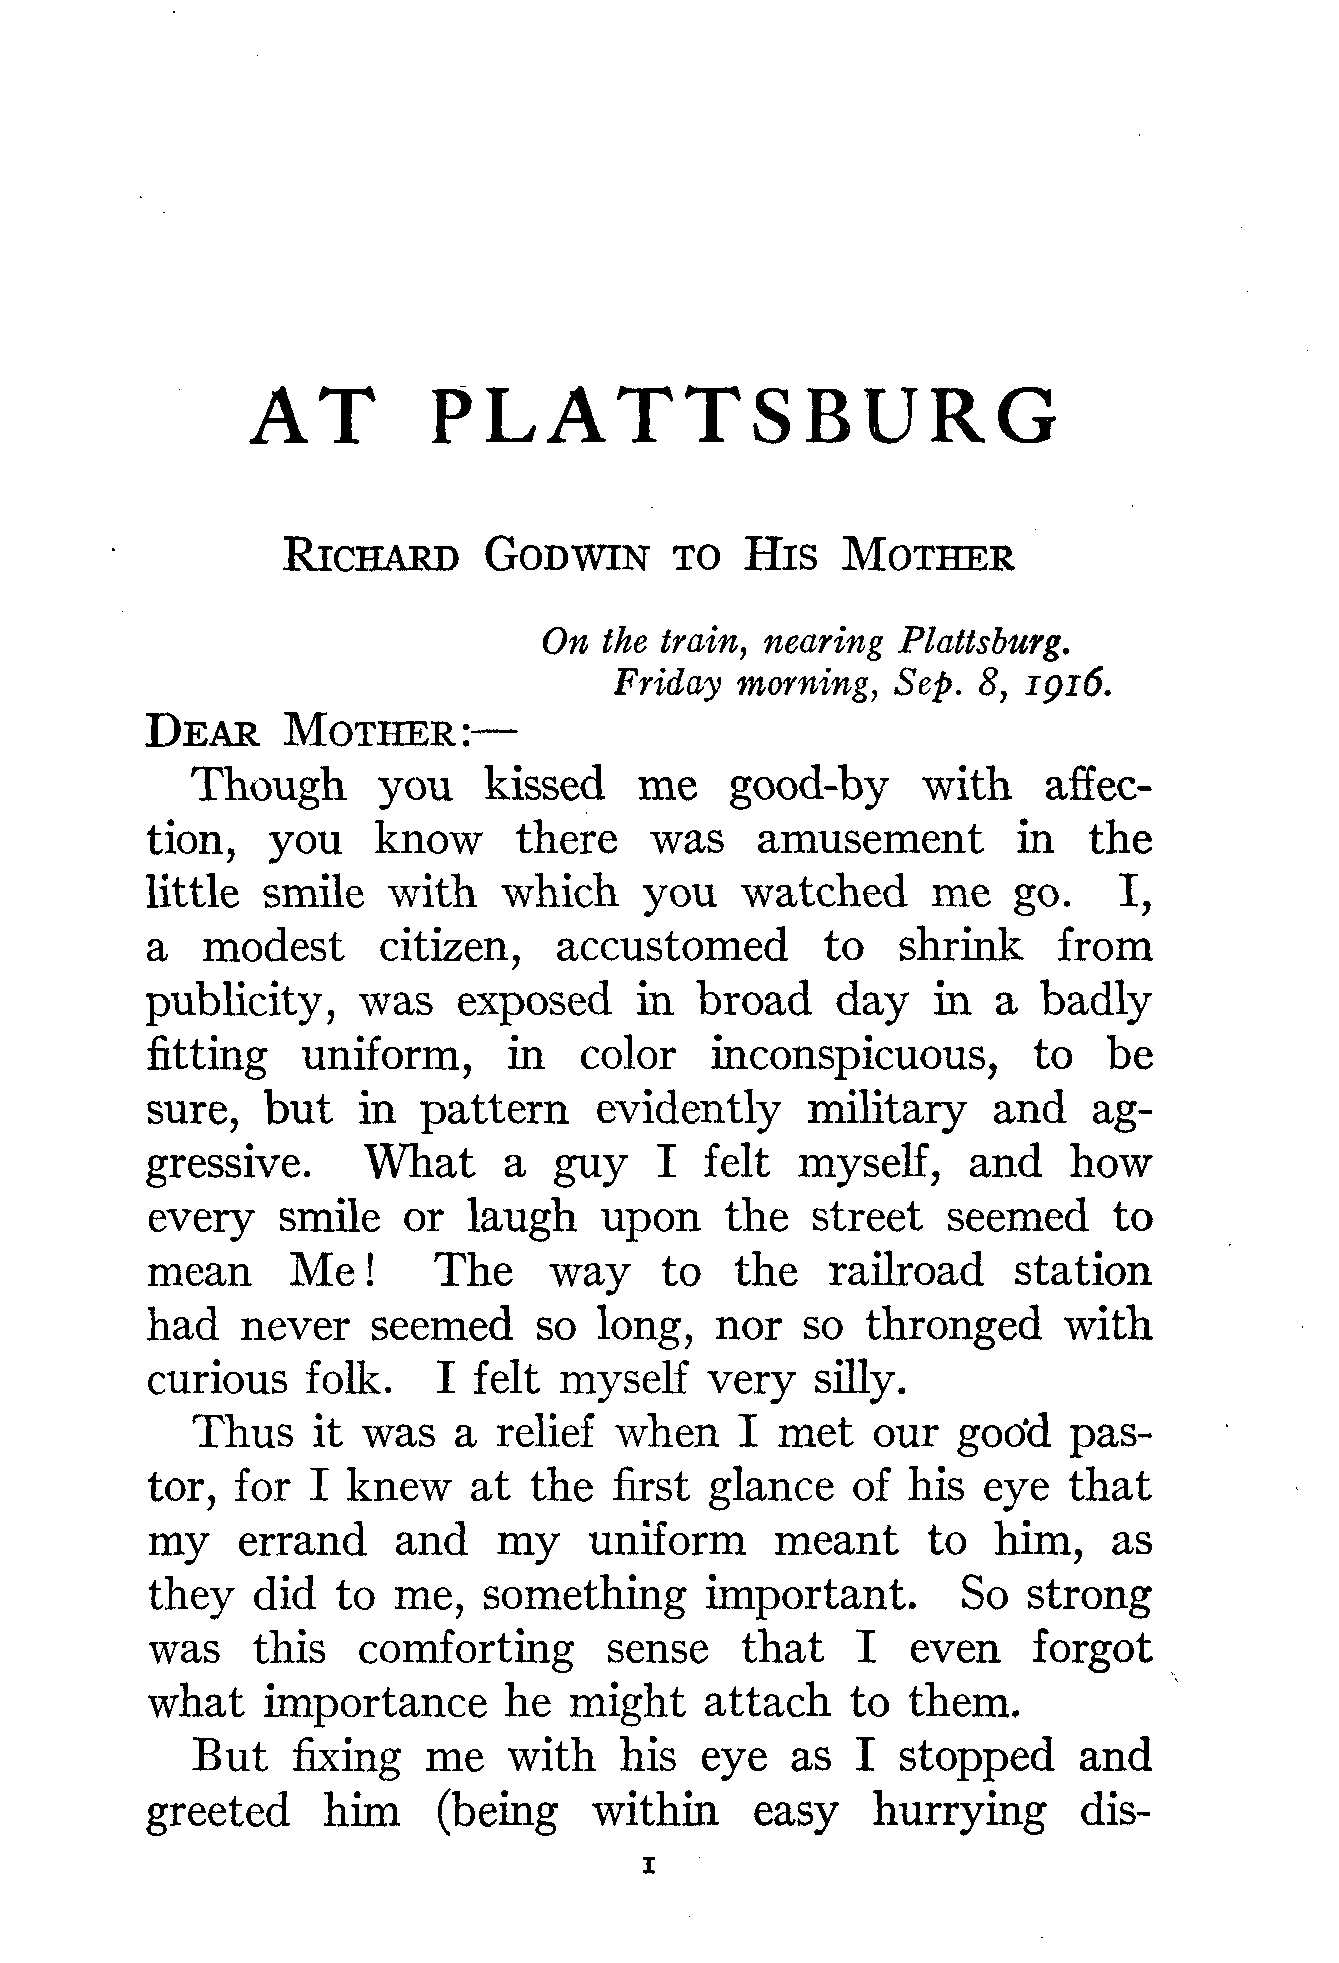 AT PLATTSBURG
RICHARD GODWIN TO HIS MOTHER
On the train, nearing Plattsburg.
Friday morning, Sep. 8, 1916.
DEAR MOTHER:—
Though you kissed me good-by with affec-
tion, you know there was amusement in the
little smile with which you watched me go. I,
a modest citizen, accustomed to shrink from
publicity, was exposed in broad day in a badly
fitting uniform, in color inconspicuous, to be
sure, but in pattern evidently military and ag-
gressive. What a guy I felt myself, and how
every smile or laugh upon the street seemed to
mean Me! The way to the railroad station
had never seemed so long, nor so thronged with
curious folk. I felt myself very silly.
Thus it was a relief when I met our good pas-
tor, for I knew at the first glance of his eye that
my errand and my uniform meant to him, as
they did to me, something important. So strong
was this comforting sense that I even forgot
what importance he might attach to them.
But fixing me with his eye as I stopped and
greeted him (being within easy hurrying dis-
1